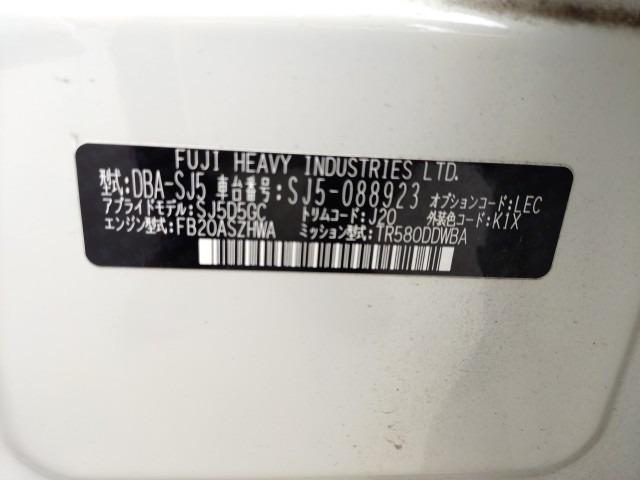 FUJI HEAVY INDUSTRIES LTD.
型式:DBA-SJ5 車台番号:SJ5-088923 オプションコード:LEC
アプライドモデル:SJ5D5GC トリムコード:J20 外装色コード:K1X
エンジン型式:FB20ASZHWA ミッション型式:TR580DDWBA